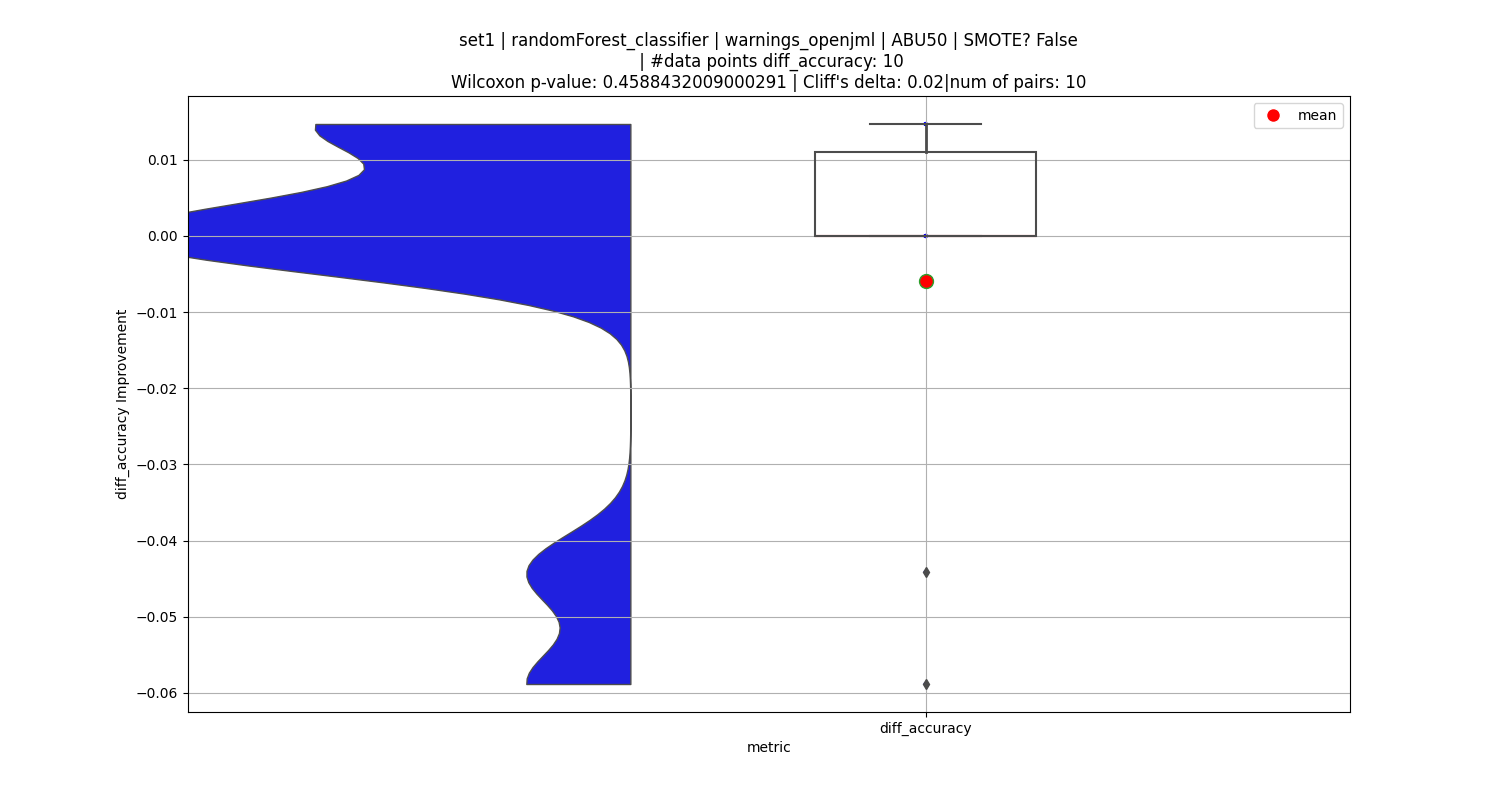 set1 | randomForest_classifier | warnings_openjml | ABU50 | SMOTE? False
| #data points diff_accuracy: 10
Wilcoxon p-value: 0.4588432009000291 | Cliff's delta: 0.02|num of pairs: 10
mean
0.01
0.00
−0.01
−0.02
−0.03
−0.04
−0.05
−0.06
diff_accuracy Improvement
diff_accuracy
metric